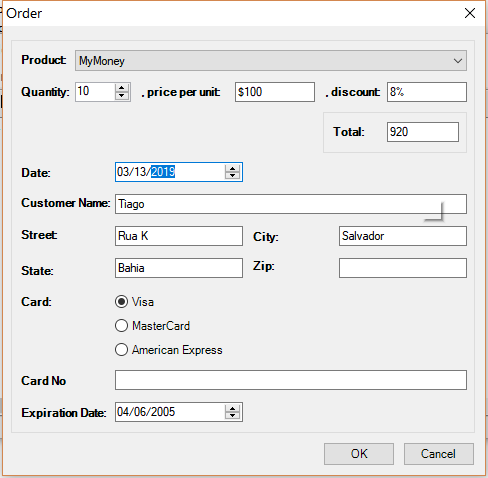 Order
Product: MyMoney
Quantity: 10 , price per unit: $100 , discount: 8%
Total: 920
Date: 03/13/2019
Customer Name: Tiago
Street: Rua K City: Salvador
State: Bahia Zip:
Card: Visa
MasterCard
American Express
Card No
Expiration Date: 04/06/2005
OK Cancel